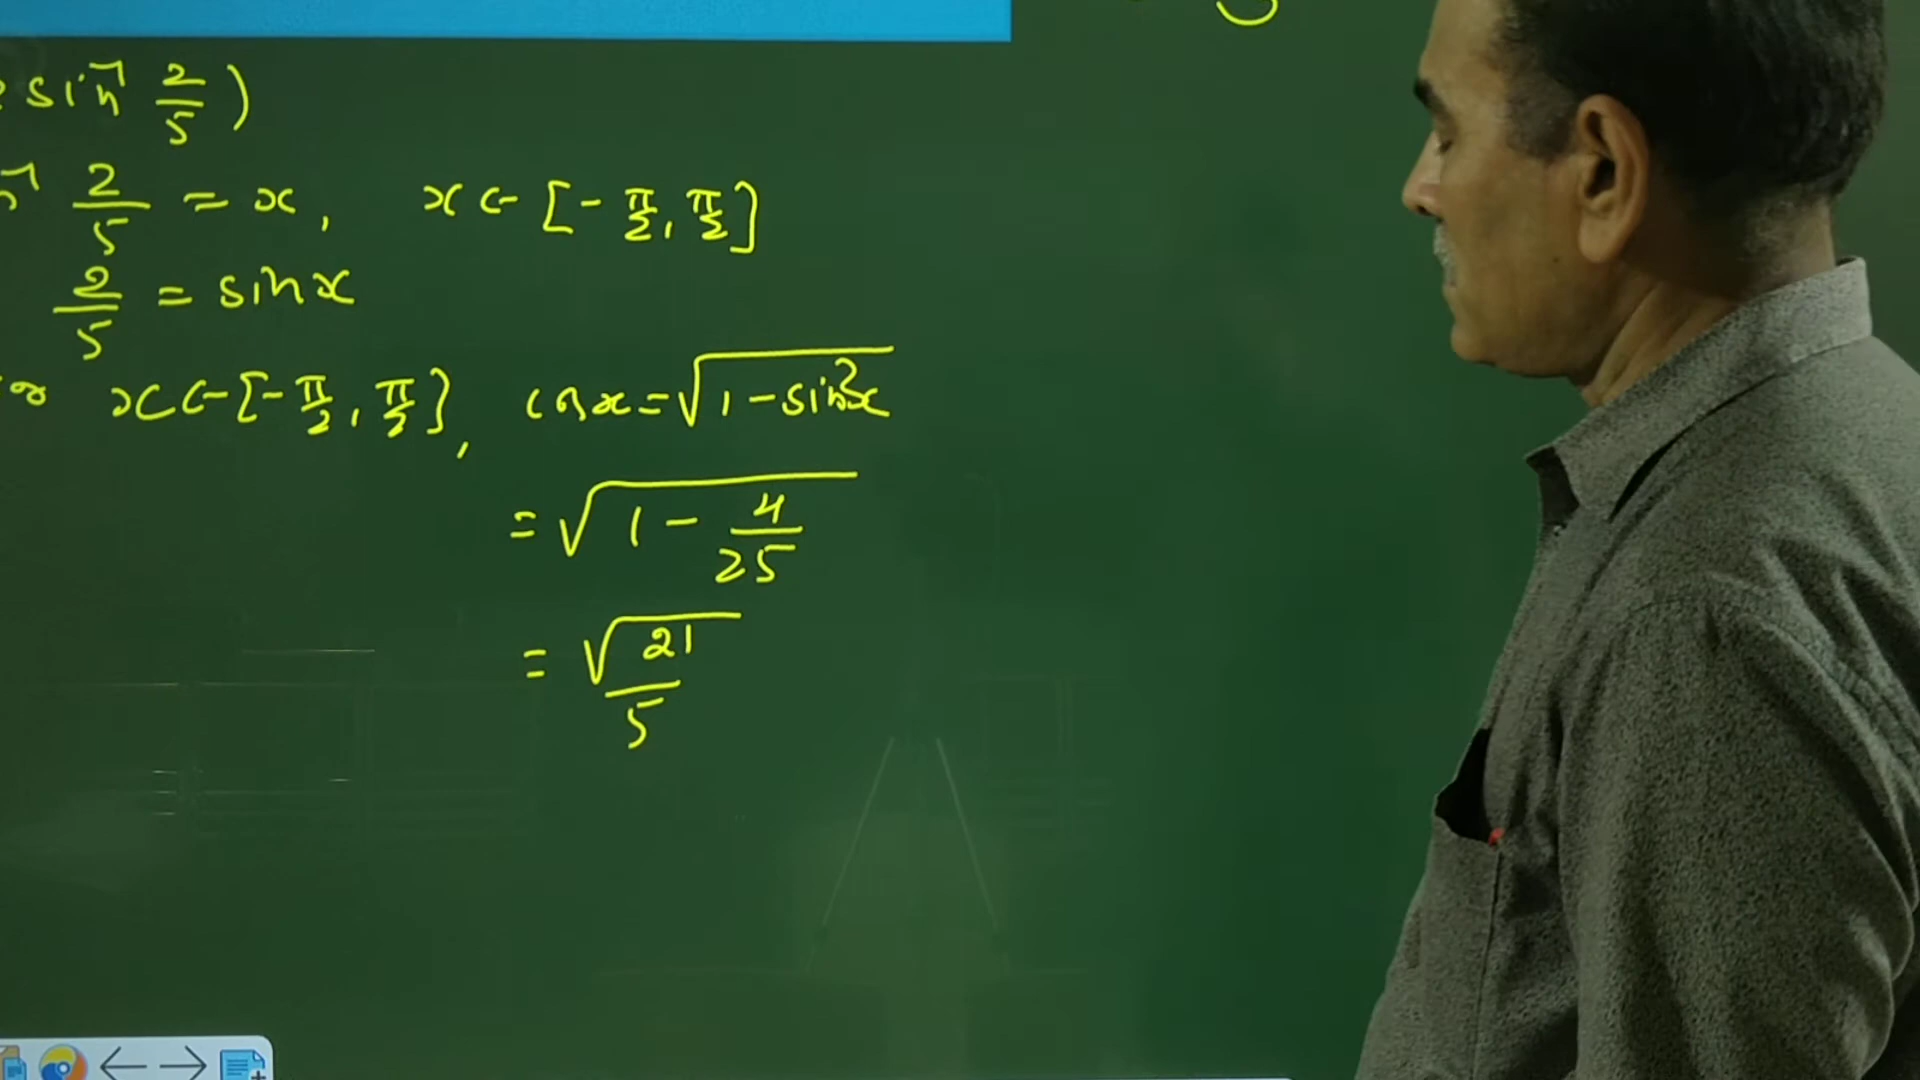 sin⁻¹ 2/5 )
2/5 = x, x ∈ [-π/2, π/2]
2/5 = sin x
x ∈ [-π/2, π/2], cos x = √(1 - sin²x)
= √(1 - 4/25)
= √21/5